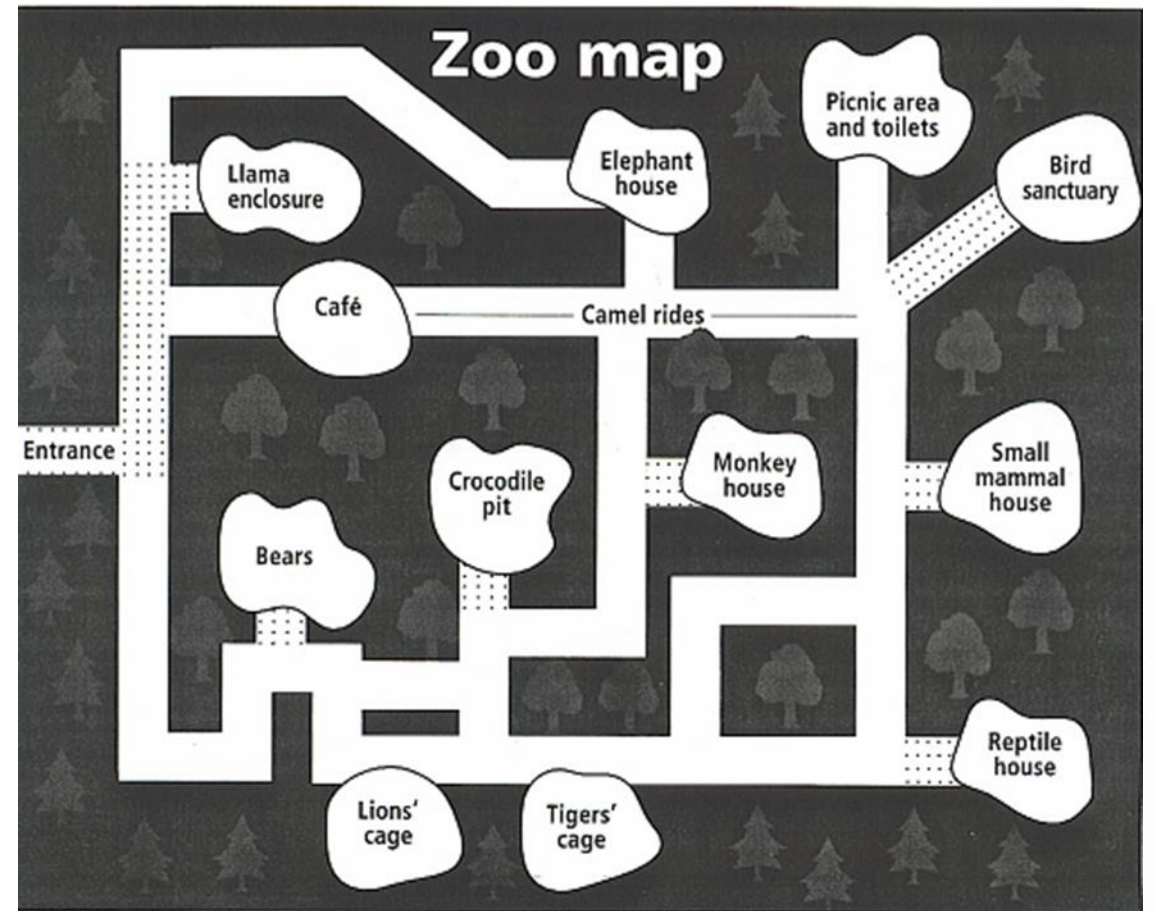 Zoo map
Picnic area
and toilets
Elephant
house
Bird
sanctuary
Llama
enclosure
Café
Camel rides
Entrance
Crocodile
pit
Monkey
house
Small
mammal
house
Bears
Reptile
house
Lions'
cage
Tigers'
cage